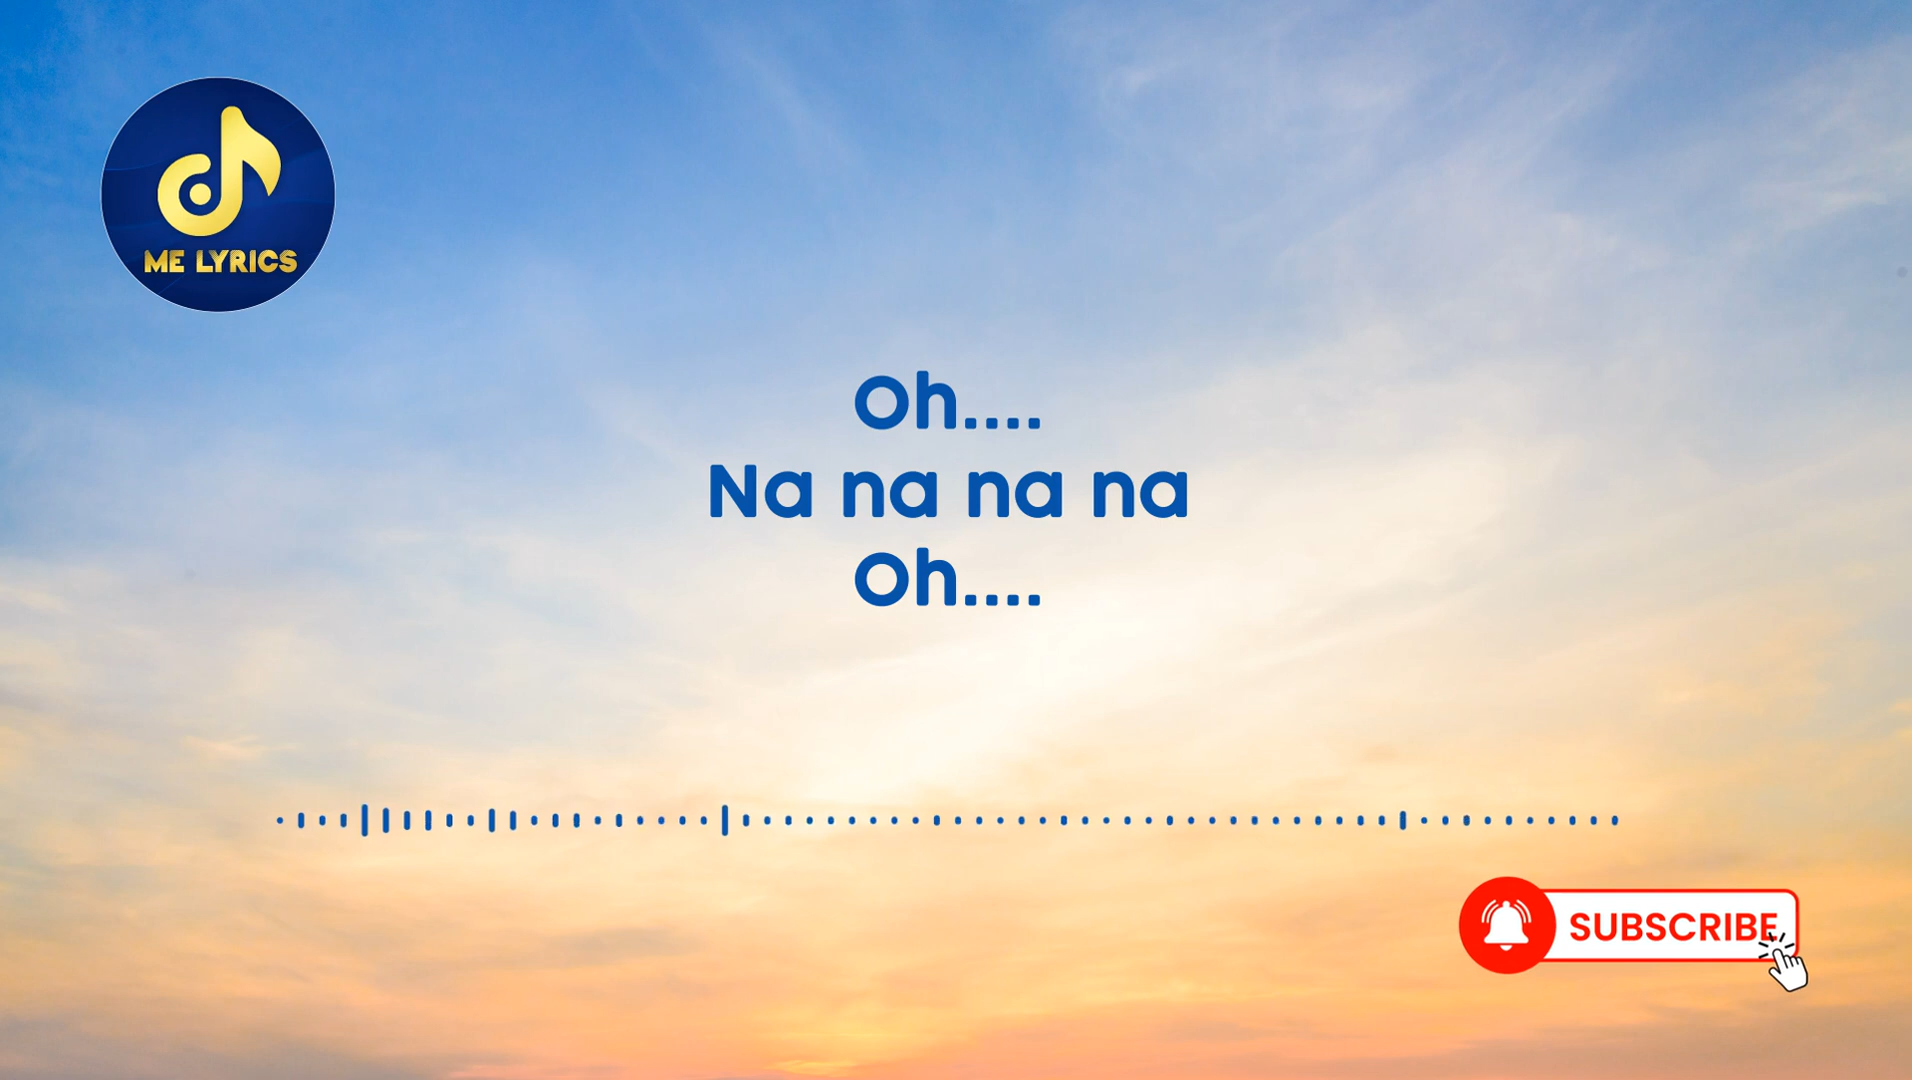 ME LYRICS
Oh....
Na na na na
Oh....
SUBSCRIBE